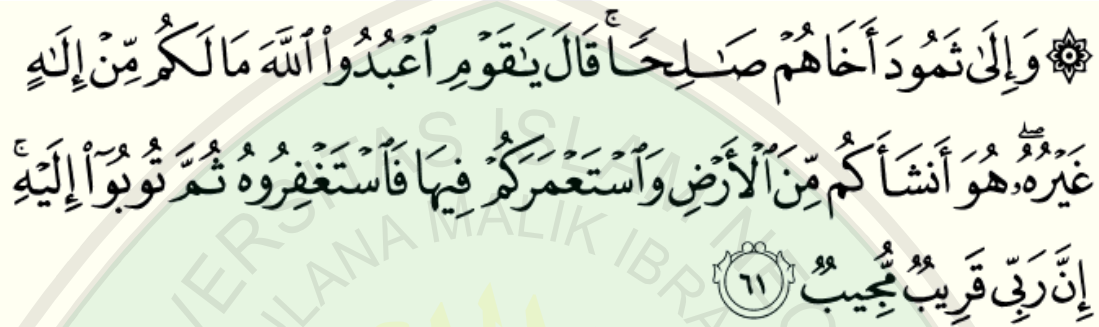 ۞ وَإِلَىٰ ثَمُودَ أَخَاهُمْ صَـٰلِحًاۚ قَالَ يَـٰقَوْمِ ٱعْبُدُوا۟ ٱللَّهَ مَا لَكُم مِّنْ إِلَـٰهٍ
غَيْرُهُۥۖ هُوَ أَنشَأَكُم مِّنَ ٱلْأَرْضِ وَٱسْتَعْمَرَكُمْ فِيهَا فَٱسْتَغْفِرُوهُ ثُمَّ تُوبُوٓا۟ إِلَيْهِۚ
إِنَّ رَبِّى قَرِيبٌ مُّجِيبٌ ٦١